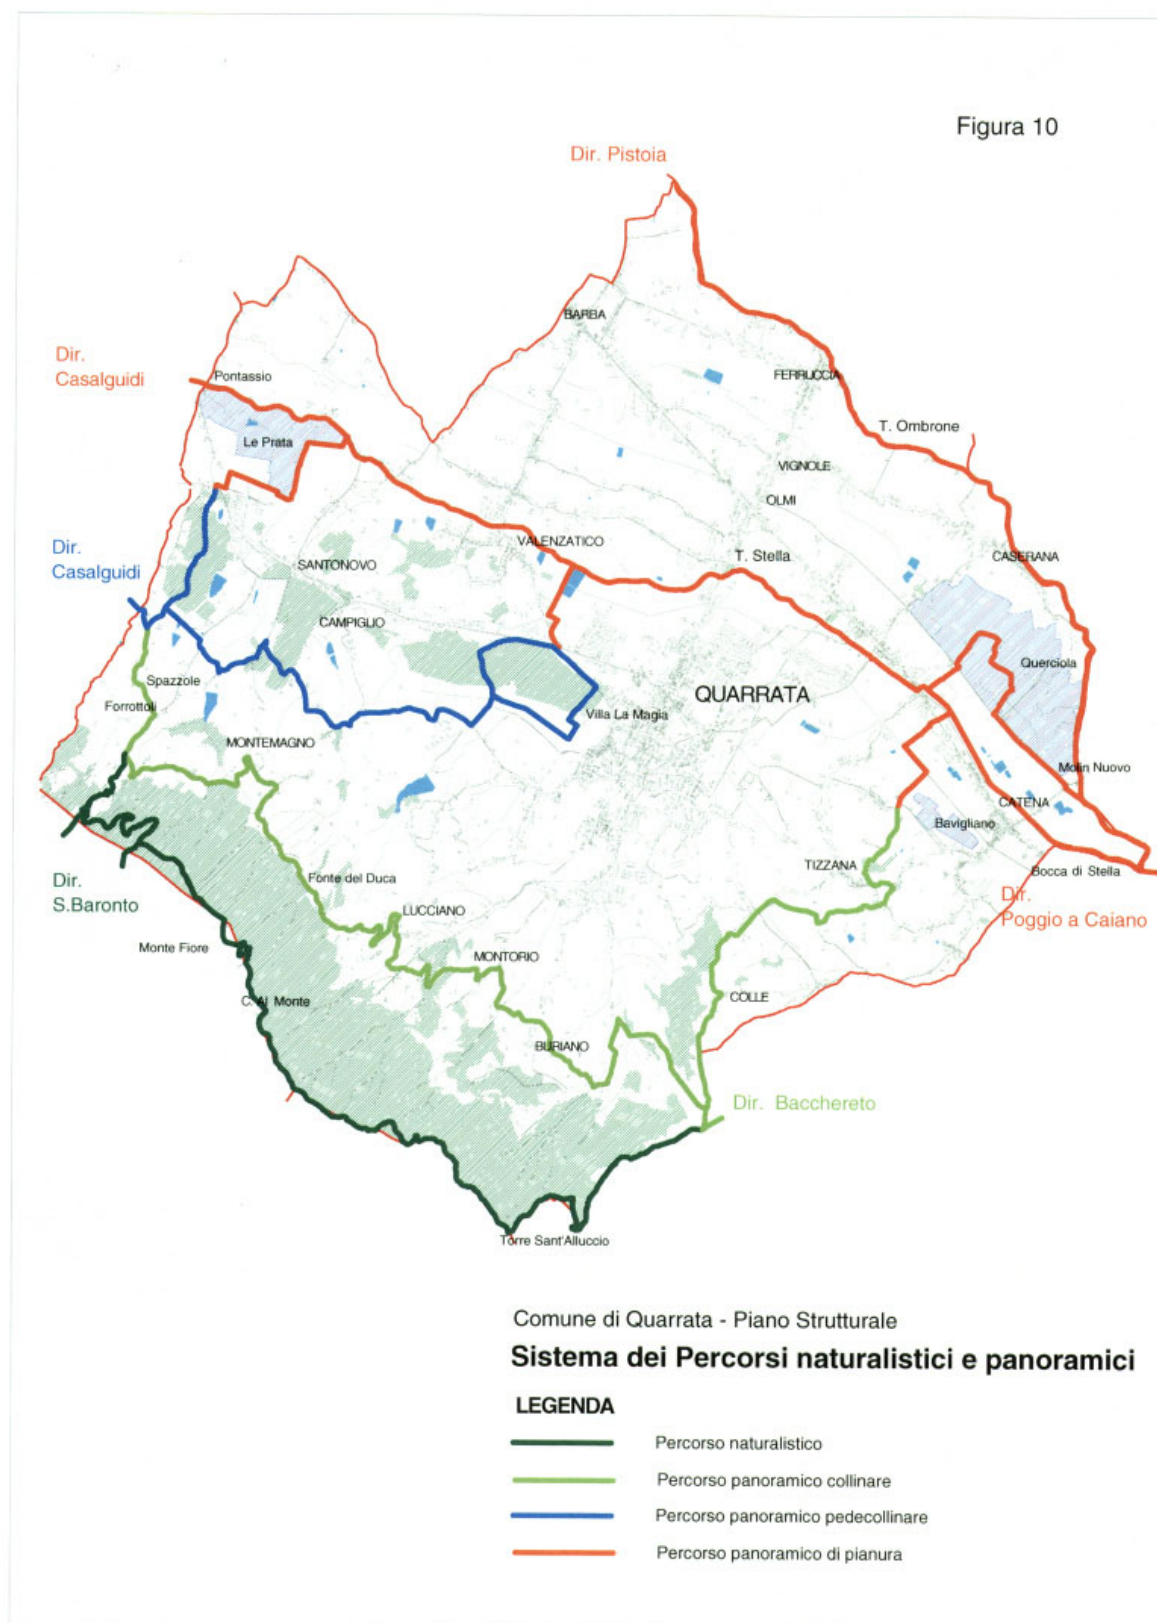 Figura 10
Dir. Pistoia
BARBA
Dir.
Casalguidi
Pontassio
FERRUCCIA
T. Ombrone
Le Prata
VIGNOLE
OLMI
VALENZATICO
Dir.
Casalguidi
SANTONOVO
T. Stella
CASERANA
CAMPIGLIO
Querciola
Spazzole
QUARRATA
Forrottoli
Villa La Magia
MONTEMAGNO
Molin Nuovo
CATENA
Bavigliano
TIZZANA
Bocca di Stella
Dir.
S.Baronto
Fonte del Duca
Dir.
Poggio a Caiano
LUCCIANO
Monte Fiore
MONTORIO
C. Al Monte
COLLE
BURIANO
Dir. Bacchereto
Torre Sant'Alluccio
Comune di Quarrata - Piano Strutturale
Sistema dei Percorsi naturalistici e panoramici
LEGENDA
Percorso naturalistico
Percorso panoramico collinare
Percorso panoramico pedecollinare
Percorso panoramico di pianura